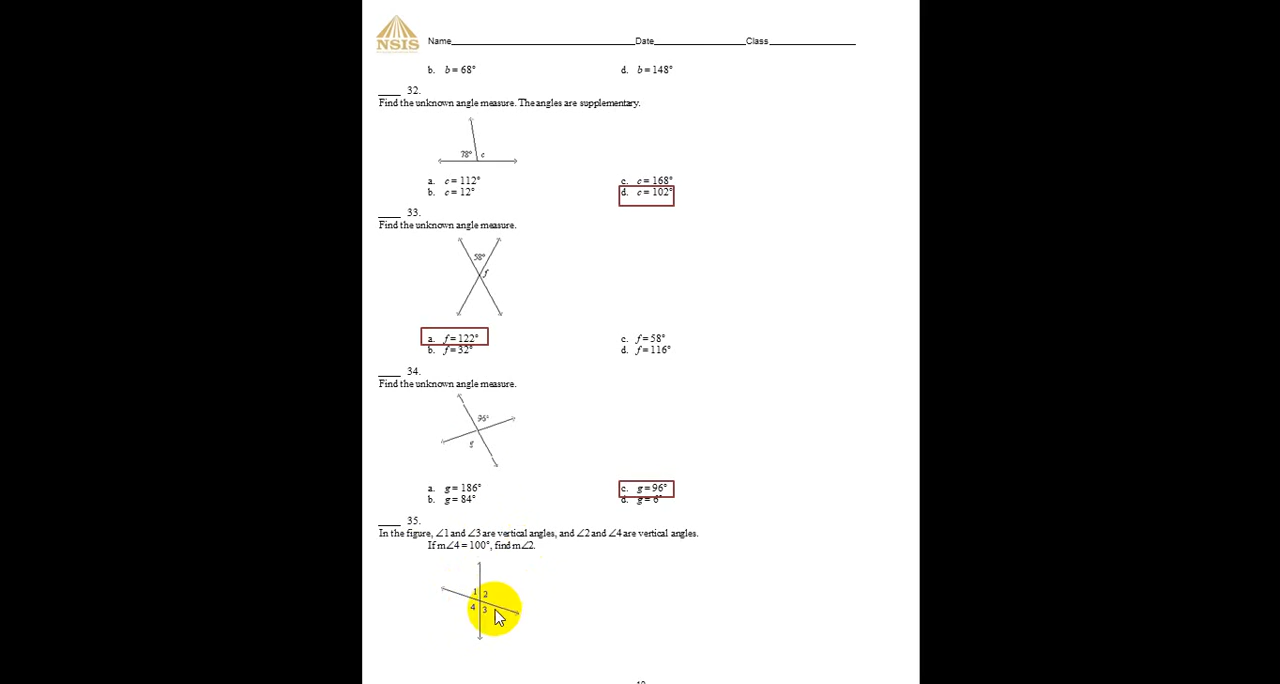 NSIS
Name Date Class
b. b = 68° d. b = 148°
32.
Find the unknown angle measure. The angles are supplementary.
78° c
a. c = 112° c. c = 168°
b. c = 12° d. c = 102°
33.
Find the unknown angle measure.
58°
f
a. f = 122° c. f = 58°
b. f = 32° d. f = 116°
34.
Find the unknown angle measure.
96°
g
a. g = 186° c. g = 96°
b. g = 84° d. g = 6°
35.
In the figure, ∠1 and ∠3 are vertical angles, and ∠2 and ∠4 are vertical angles.
If m∠4 = 100°, find m∠2.
1 2
4 3